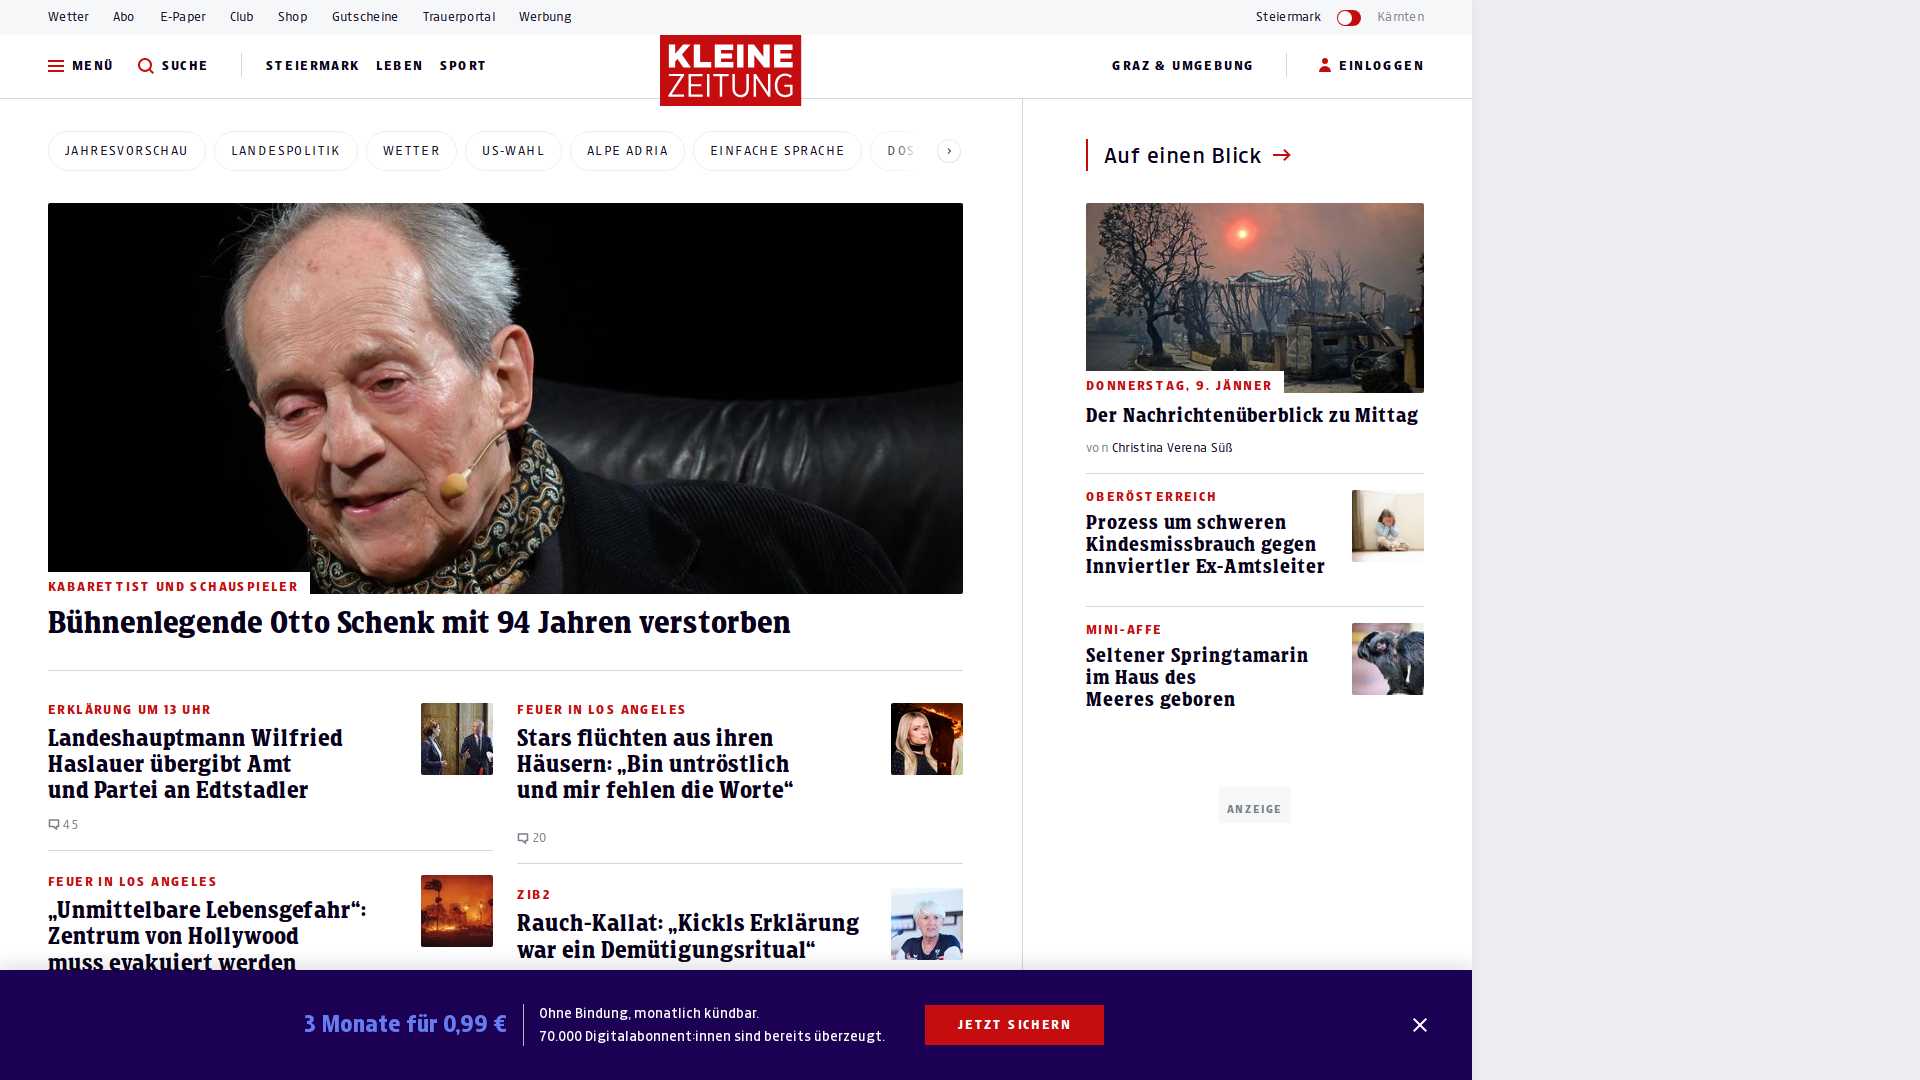 Wetter
Abo
E-Paper
Club
Shop
Gutscheine
Trauerportal
Werbung
Steiermark
Kärnten
MENÜ
SUCHE
STEIERMARK
LEBEN
SPORT
KLEINE
ZEITUNG
GRAZ & UMGEBUNG
EINLOGGEN
JAHRESVORSCHAU
LANDESPOLITIK
WETTER
US-WAHL
ALPE ADRIA
EINFACHE SPRACHE
DOS
KABARETTIST UND SCHAUSPIELER
Bühnenlegende Otto Schenk mit 94 Jahren verstorben
ERKLÄRUNG UM 13 UHR
Landeshauptmann Wilfried
Haslauer übergibt Amt
und Partei an Edtstadler
45
FEUER IN LOS ANGELES
„Unmittelbare Lebensgefahr“:
Zentrum von Hollywood
muss evakuiert werden
FEUER IN LOS ANGELES
Stars flüchten aus ihren
Häusern: „Bin untröstlich
und mir fehlen die Worte“
20
ZIB2
Rauch-Kallat: „Kickls Erklärung
war ein Demütigungsritual“
Auf einen Blick
DONNERSTAG, 9. JÄNNER
Der Nachrichtenüberblick zu Mittag
von Christina Verena Süß
OBERÖSTERREICH
Prozess um schweren
Kindesmissbrauch gegen
Innviertler Ex-Amtsleiter
MINI-AFFE
Seltener Springtamarin
im Haus des
Meeres geboren
ANZEIGE
3 Monate für 0,99 €
Ohne Bindung, monatlich kündbar.
70.000 Digitalabonnent:innen sind bereits überzeugt.
JETZT SICHERN